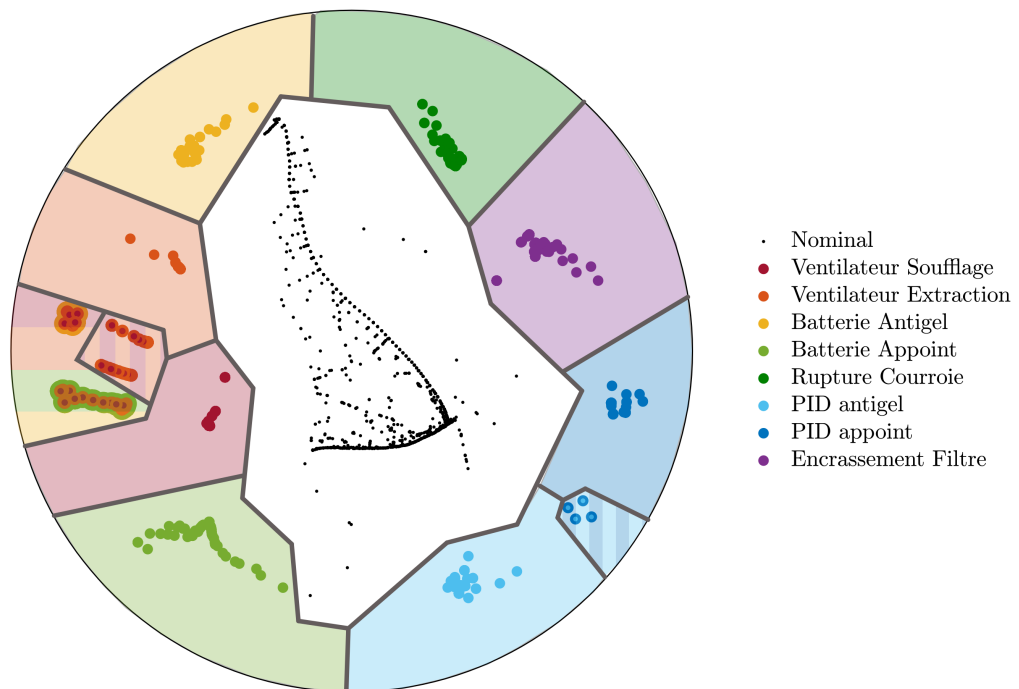 Nominal
Ventilateur Soufflage
Ventilateur Extraction
Batterie Antigel
Batterie Appoint
Rupture Courroie
PID antigel
PID appoint
Encrassement Filtre